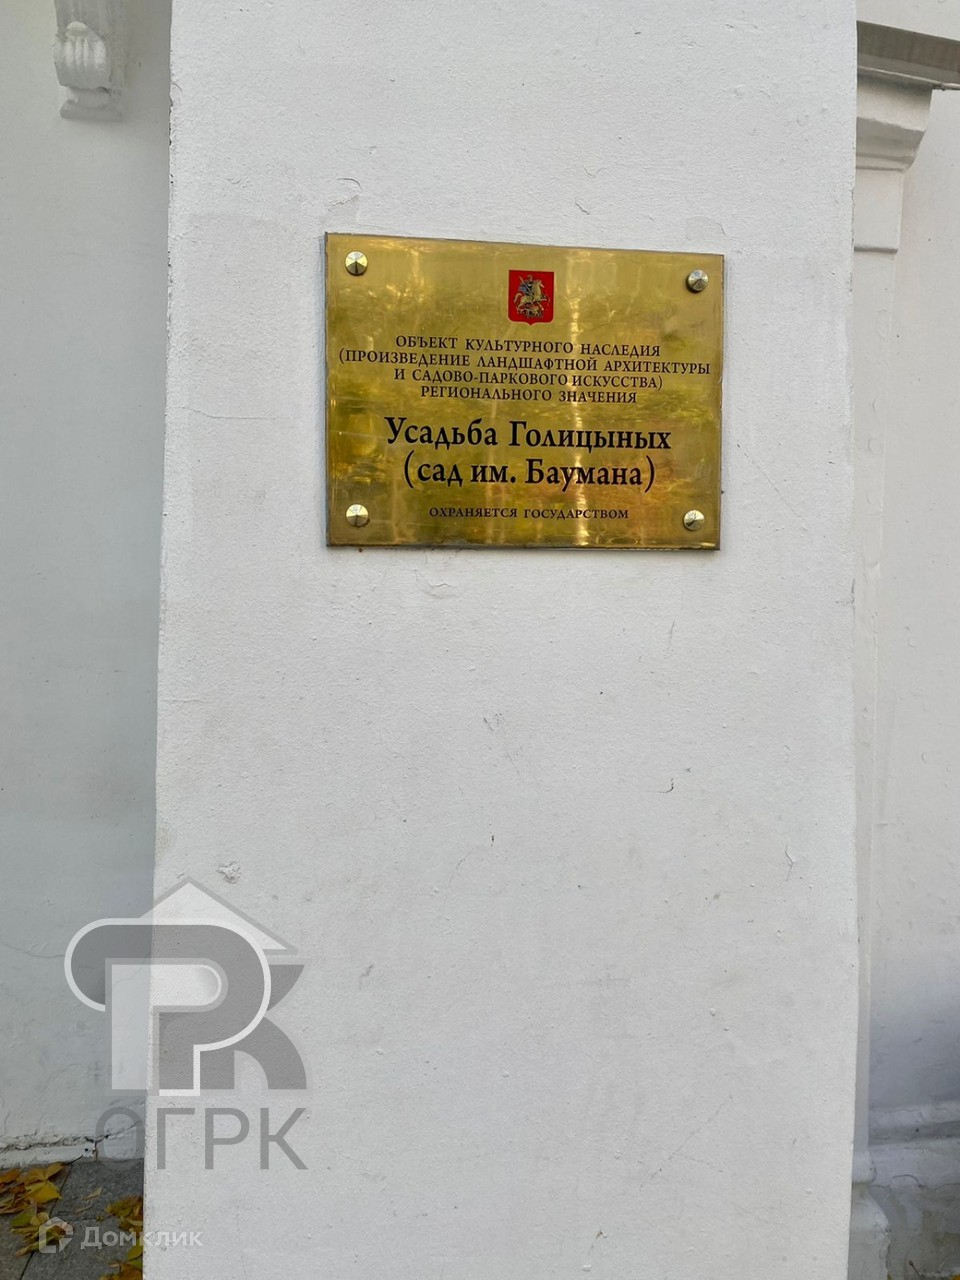 ОБЪЕКТ КУЛЬТУРНОГО НАСЛЕДИЯ
(ПРОИЗВЕДЕНИЕ ЛАНДШАФТНОЙ АРХИТЕКТУРЫ
И САДОВО-ПАРКОВОГО ИСКУССТВА)
РЕГИОНАЛЬНОГО ЗНАЧЕНИЯ
Усадьба Голицыных
(сад им. Баумана)
ОХРАНЯЕТСЯ ГОСУДАРСТВОМ
ОГРК
Домклик